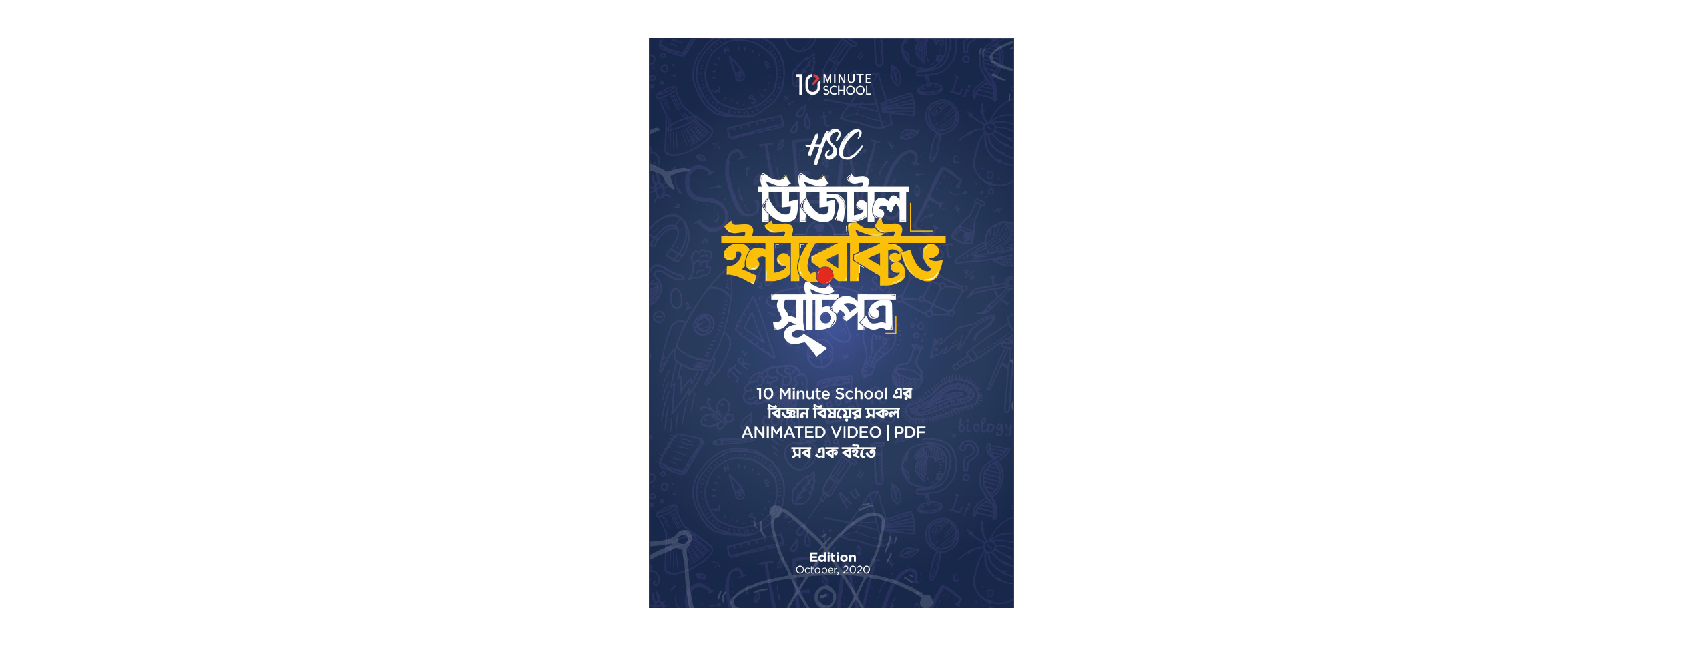 10 MINUTE
SCHOOL
HSC
ডিজিটাল
ইন্টারেক্টিভ
সূচিপত্র
10 Minute School এর
বিজ্ঞান বিষয়ের সকল
ANIMATED VIDEO | PDF
সব এক বইতে
Edition
October, 2020